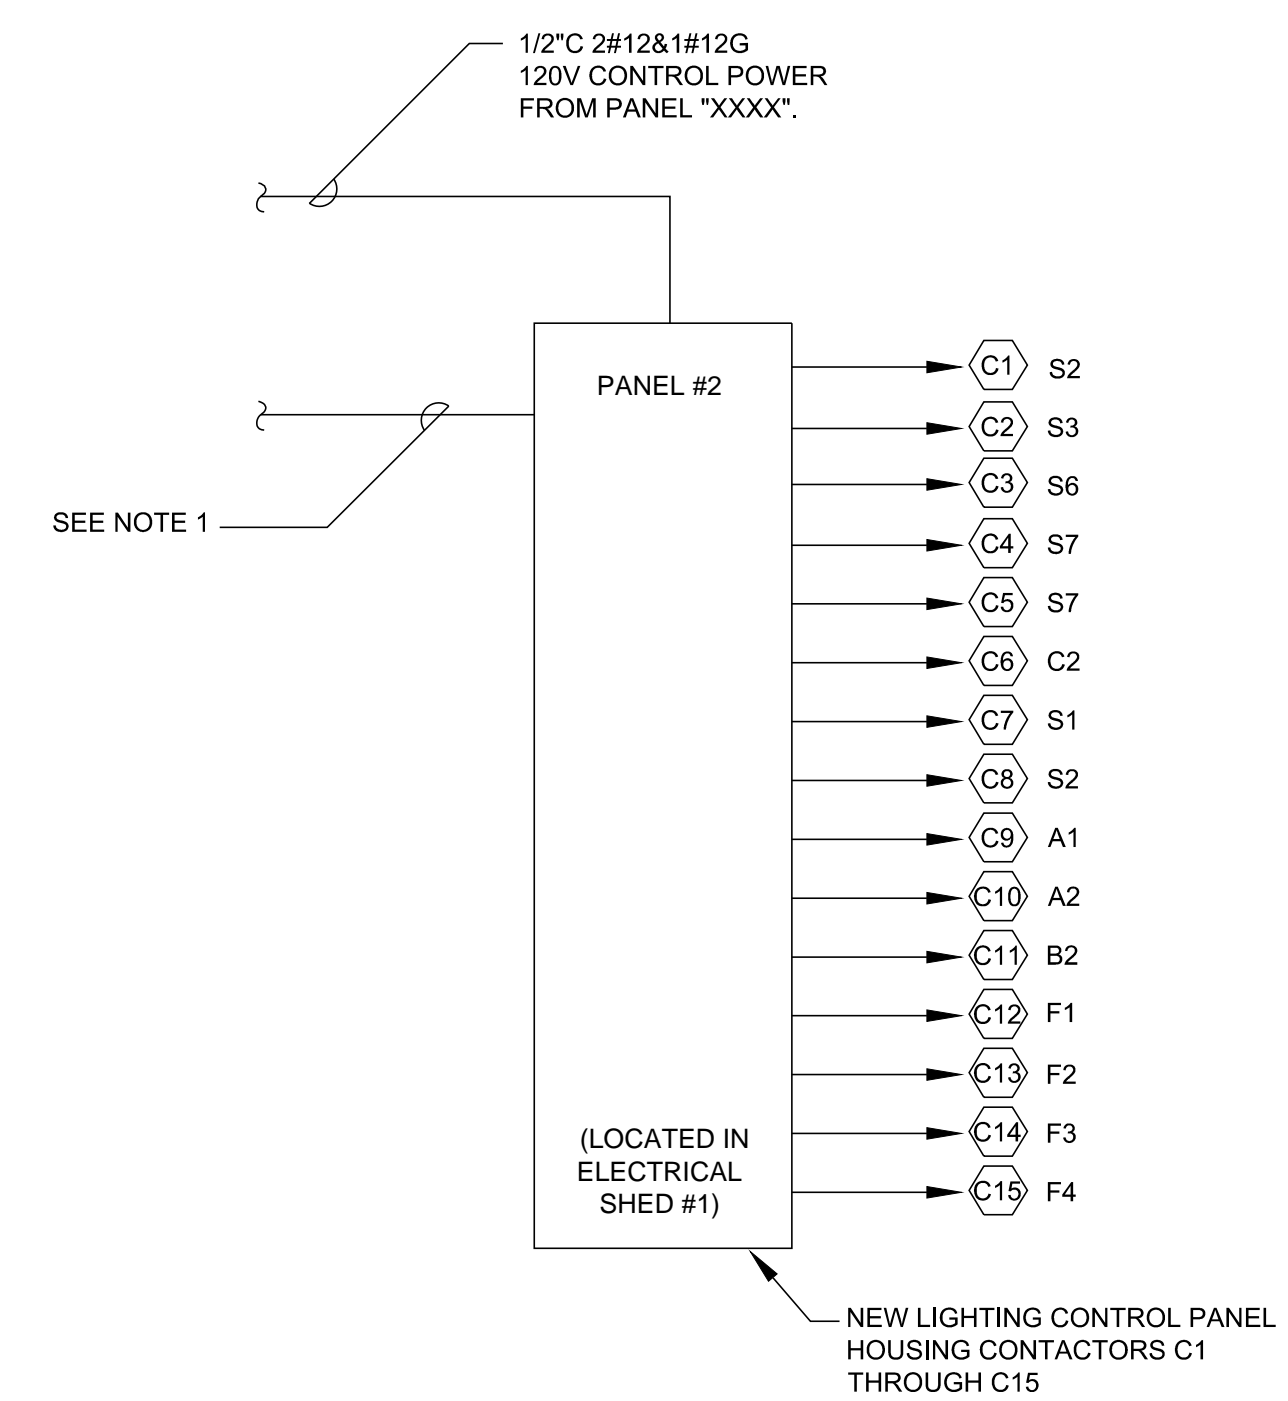 1/2"C 2#12&1#12G
120V CONTROL POWER
FROM PANEL "XXXX".
PANEL #2
SEE NOTE 1
C1 S2
C2 S3
C3 S6
C4 S7
C5 S7
C6 C2
C7 S1
C8 S2
C9 A1
C10 A2
C11 B2
C12 F1
C13 F2
C14 F3
C15 F4
(LOCATED IN
ELECTRICAL
SHED #1)
NEW LIGHTING CONTROL PANEL
HOUSING CONTACTORS C1
THROUGH C15